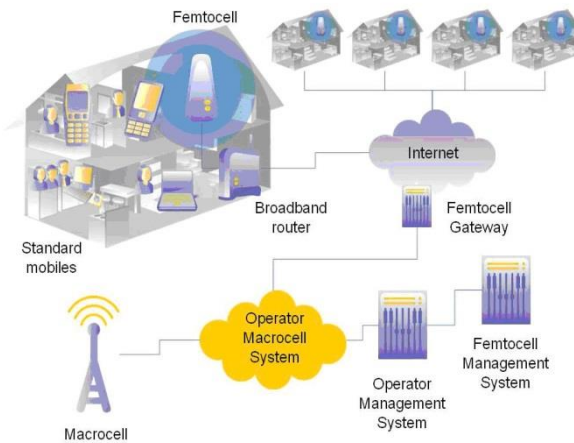 Femtocell
Internet
Broadband
router
Femtocell
Gateway
Standard
mobiles
Operator
Macrocell
System
Femtocell
Management
System
Operator
Management
System
Macrocell